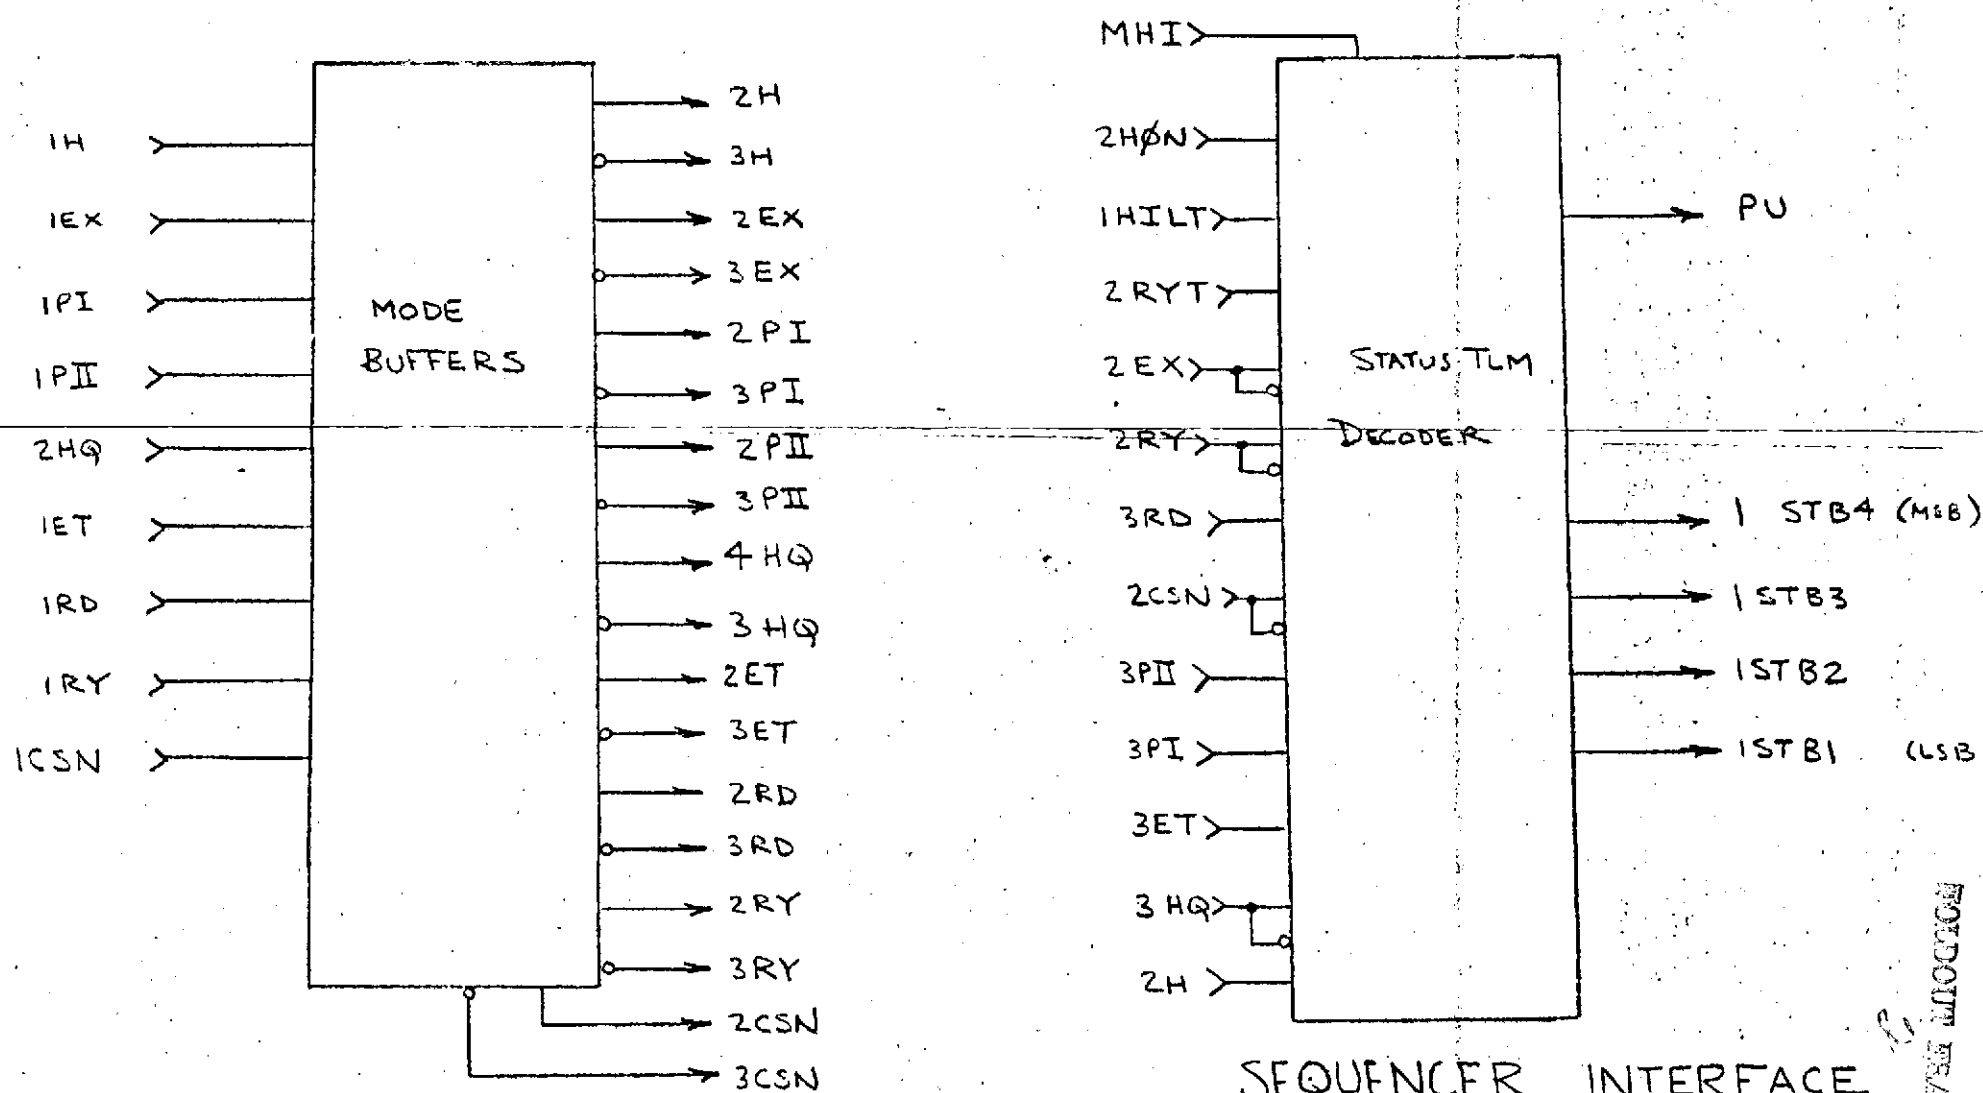 1H
1EX
1PI
1PII
2HQ
1ET
1RD
1RY
1CSN
MODE
BUFFERS
2H
3H
2EX
3EX
2PI
3PI
2PII
3PII
4HQ
3HQ
2ET
3ET
2RD
3RD
2RY
3RY
2CSN
3CSN
MHI
2HØN
1HILT
2RYT
2EX
2RY
3RD
2CSN
3PII
3PI
3ET
3HQ
2H
STATUS TLM
DECODER
PU
1 STB4 (MSB)
1STB3
1STB2
1STB1 (LSB
SEQUENCER INTERFACE